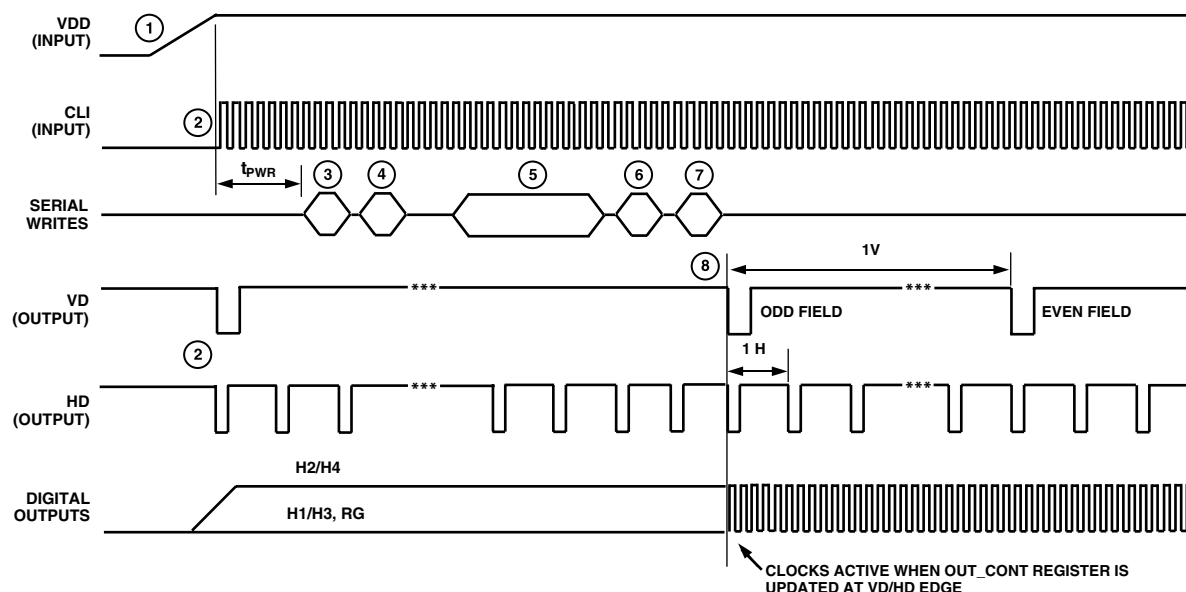 VDD
(INPUT)
1
CLI
(INPUT)
2
tPWR
3
4
5
6
7
SERIAL
WRITES
8
1V
VD
(OUTPUT)
***
ODD FIELD
***
EVEN FIELD
2
1 H
HD
(OUTPUT)
***
***
H2/H4
DIGITAL
OUTPUTS
H1/H3, RG
CLOCKS ACTIVE WHEN OUT_CONT REGISTER IS
UPDATED AT VD/HD EDGE